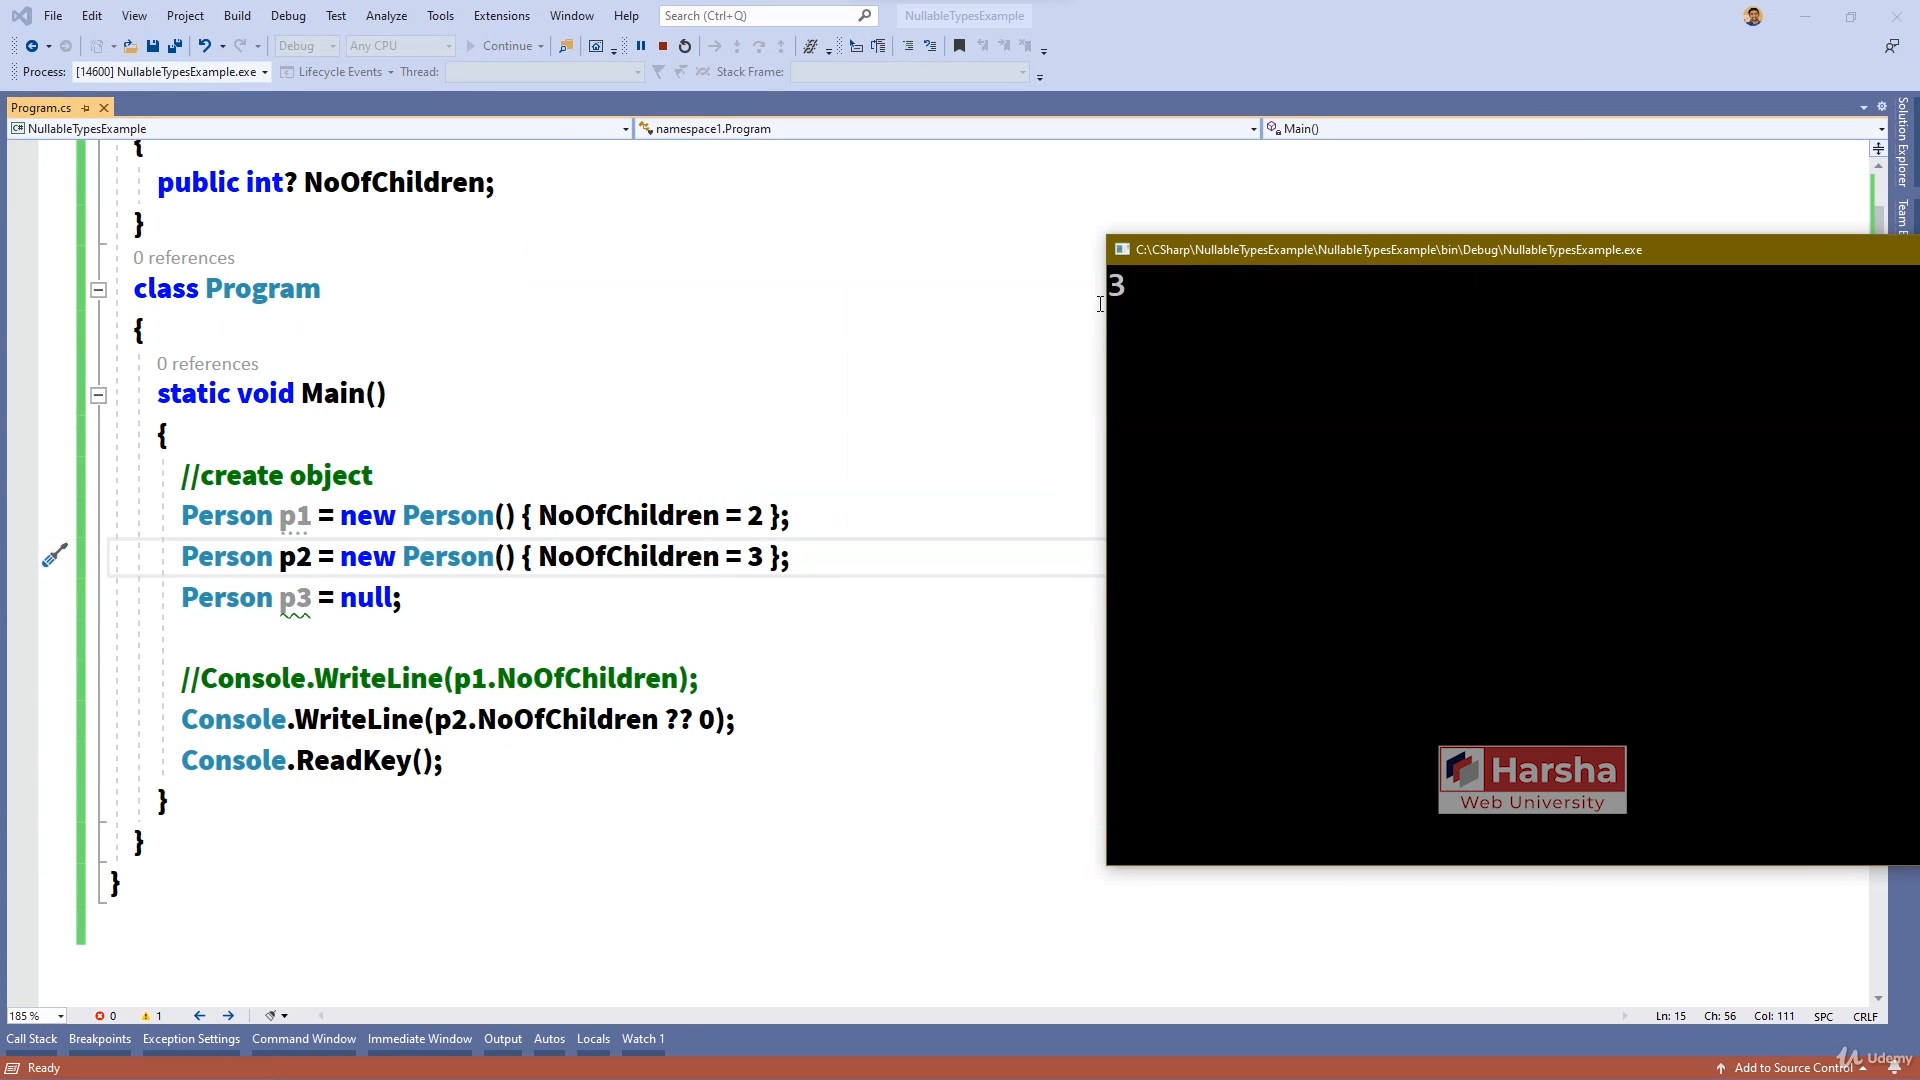 File Edit View Project Build Debug Test Analyze Tools Extensions Window Help Search (Ctrl+Q) NullableTypesExample
Debug Any CPU Continue
Process: [14600] NullableTypesExample.exe Lifecycle Events Thread: Stack Frame:
Program.cs
NullableTypesExample namespace1.Program Main()
{
public int? NoOfChildren;
}
0 references
class Program
{
0 references
static void Main()
{
//create object
Person p1 = new Person() { NoOfChildren = 2 };
Person p2 = new Person() { NoOfChildren = 3 };
Person p3 = null;
//Console.WriteLine(p1.NoOfChildren);
Console.WriteLine(p2.NoOfChildren ?? 0);
Console.ReadKey();
}
}
}
C:\CSharp\NullableTypesExample\NullableTypesExample\bin\Debug\NullableTypesExample.exe
3
Harsha
Web University
Solution Explorer
Team E
185 % 0 1 Ln: 15 Ch: 56 Col: 111 SPC CRLF
Call Stack Breakpoints Exception Settings Command Window Immediate Window Output Autos Locals Watch 1
Ready Add to Source Control
Udemy